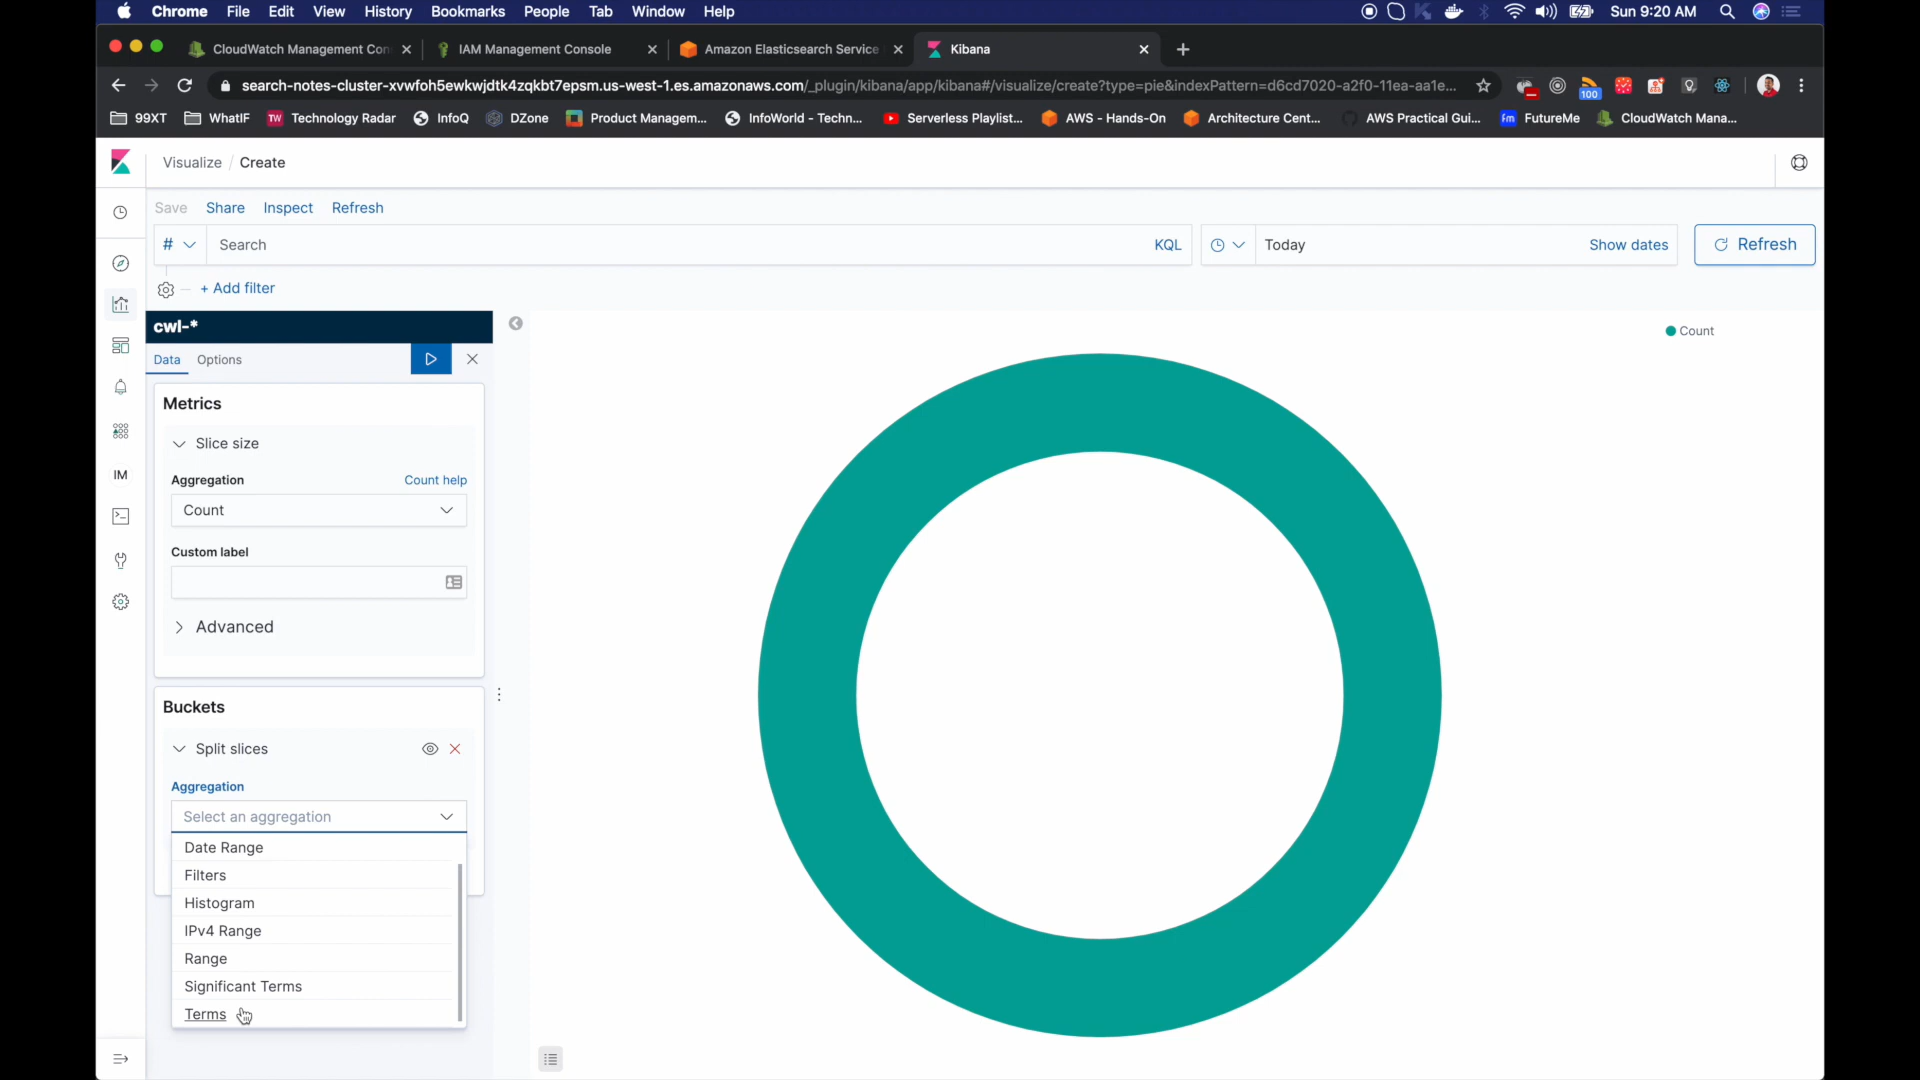 Chrome File Edit View History Bookmarks People Tab Window Help Sun 9:20 AM
CloudWatch Management Con IAM Management Console Amazon Elasticsearch Service Kibana
search-notes-cluster-xvwfoh5ewkwjdtk4zqkbt7epsm.us-west-1.es.amazonaws.com/_plugin/kibana/app/kibana#/visualize/create?type=pie&indexPattern=d6cd7020-a2f0-11ea-aa1e... 100
99XT WhatIF TW Technology Radar InfoQ DZone Product Managem... InfoWorld - Techn... Serverless Playlist... AWS - Hands-On Architecture Cent... AWS Practical Gui... fm FutureMe CloudWatch Mana...
Visualize / Create
Save Share Inspect Refresh
# Search KQL Today Show dates Refresh
+ Add filter
cwl-*
Count
Data Options
Metrics
Slice size
Aggregation Count help
Count
Custom label
Advanced
Buckets
Split slices
Aggregation
Select an aggregation
Date Range
Filters
Histogram
IPv4 Range
Range
Significant Terms
Terms
IM